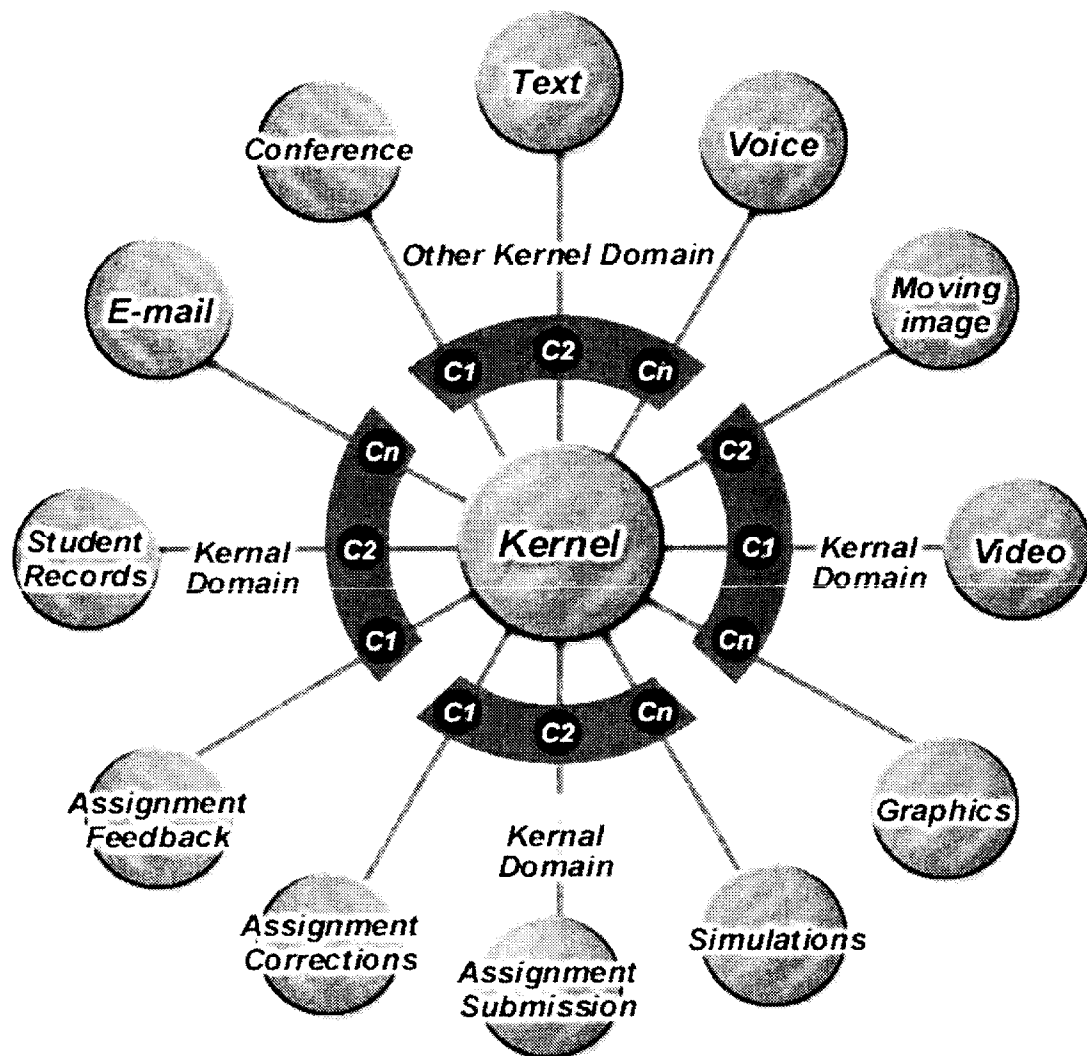 Text
Conference
Voice
Other Kernel Domain
E-mail
Moving
image
C1
C2
Cn
Cn
C2
Student
Records
Kernal
Domain
C2
Kernel
C1
Kernal
Domain
Video
C1
Cn
C1
C2
Cn
Assignment
Feedback
Kernal
Domain
Graphics
Assignment
Corrections
Assignment
Submission
Simulations